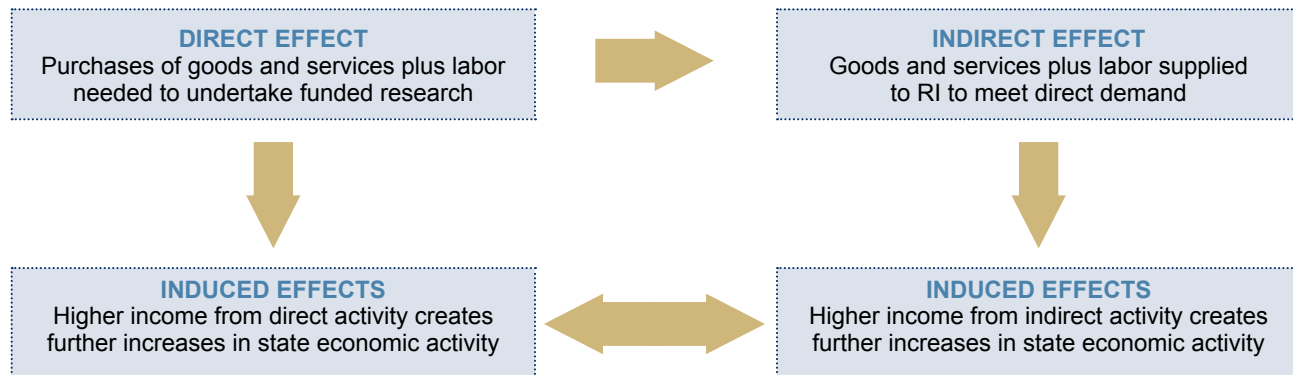 DIRECT EFFECT
Purchases of goods and services plus labor
needed to undertake funded research
INDIRECT EFFECT
Goods and services plus labor supplied
to RI to meet direct demand
INDUCED EFFECTS
Higher income from direct activity creates
further increases in state economic activity
INDUCED EFFECTS
Higher income from indirect activity creates
further increases in state economic activity